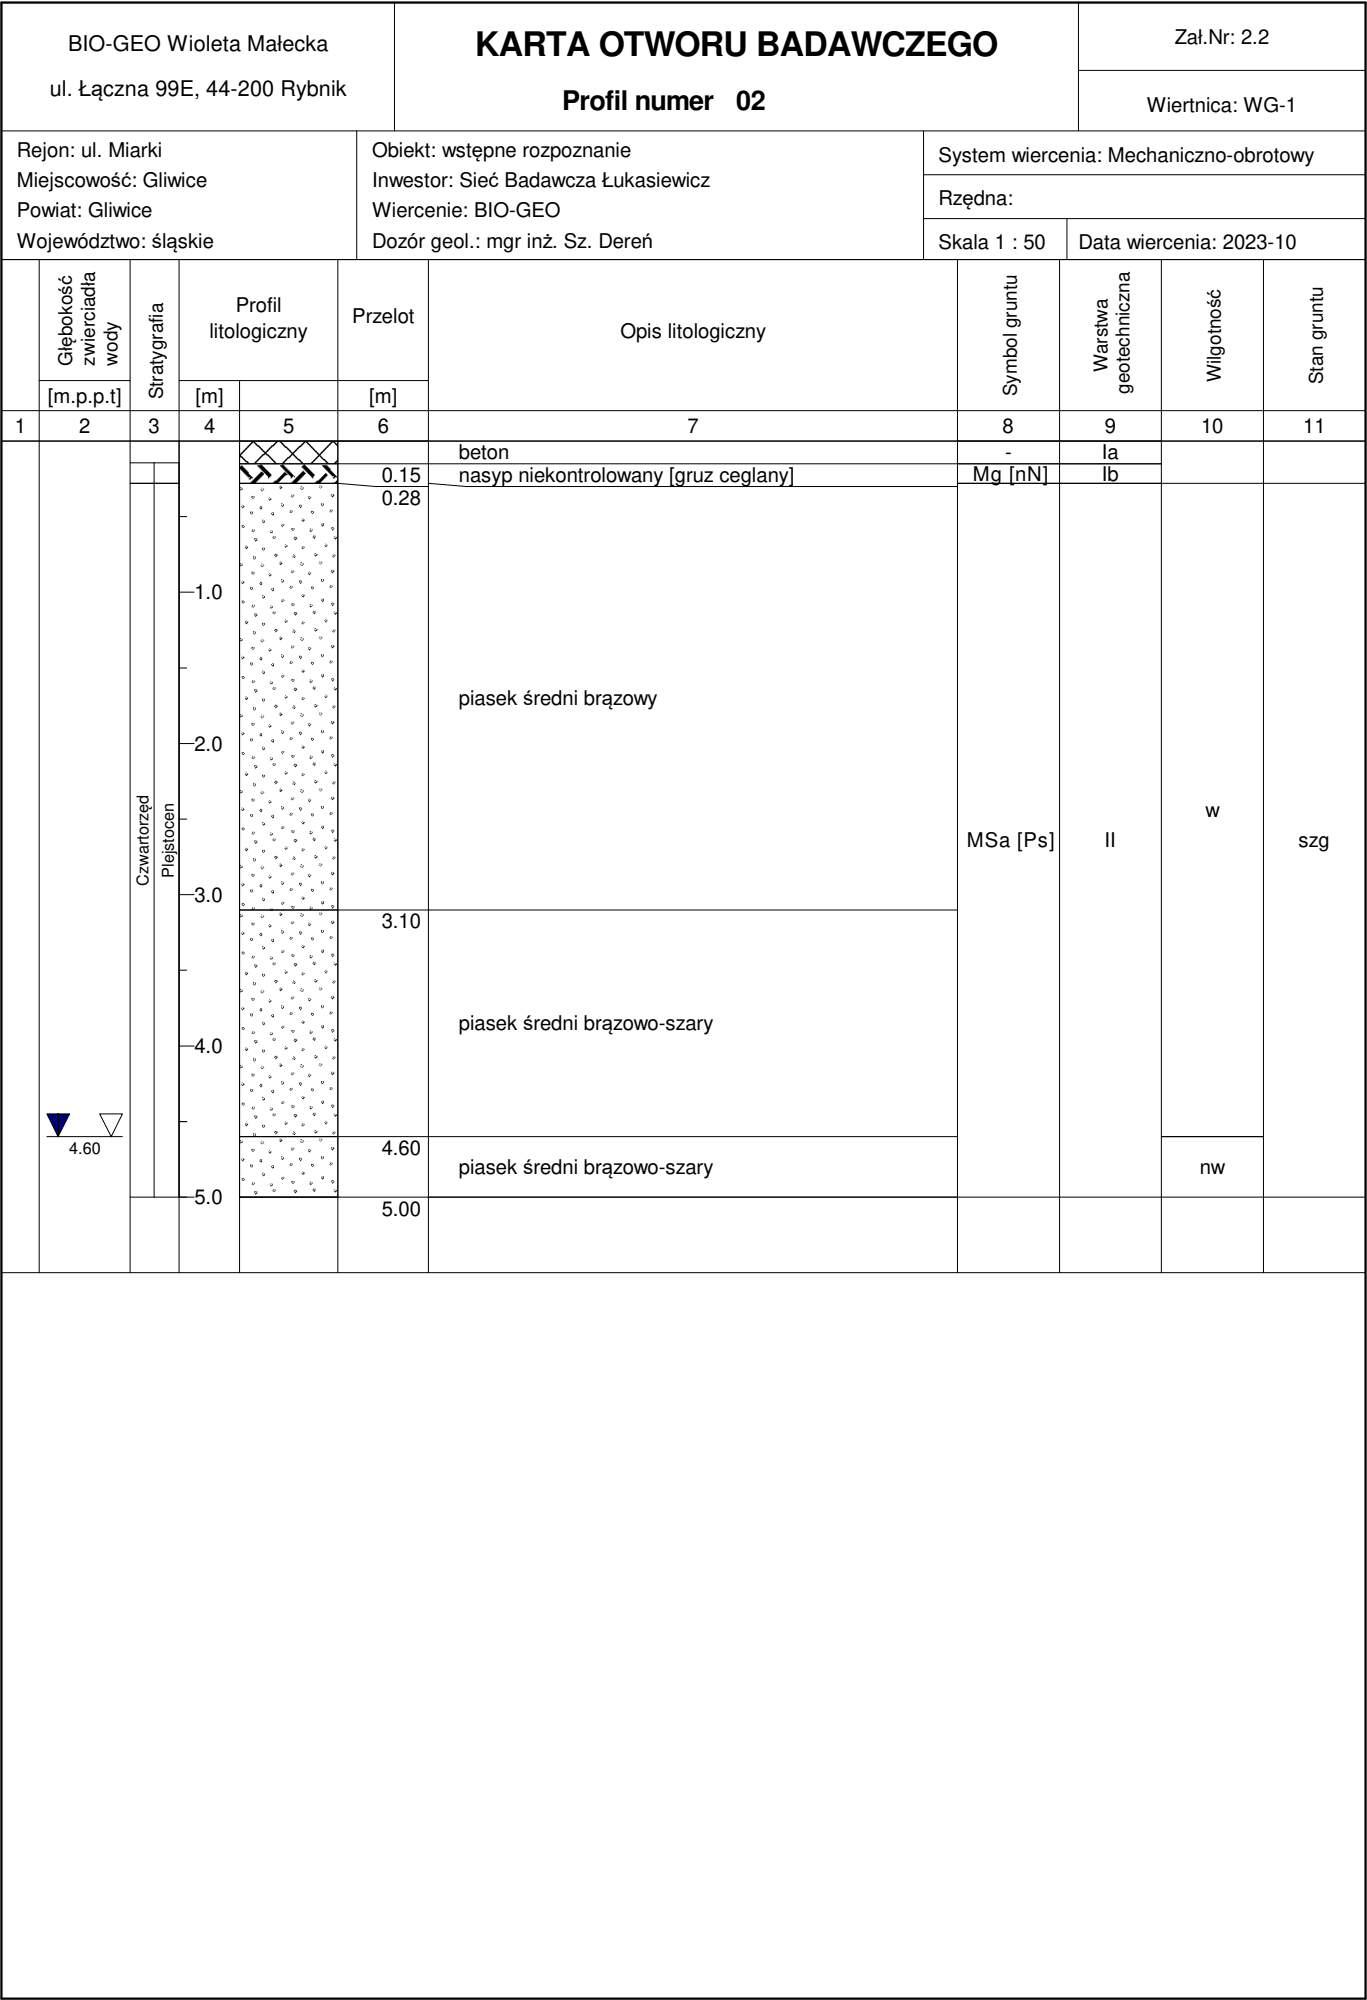 BIO-GEO Wioleta Małecka
ul. Łączna 99E, 44-200 Rybnik
KARTA OTWORU BADAWCZEGO
Profil numer 02
Zał.Nr: 2.2
Wiertnica: WG-1
Rejon: ul. Miarki
Miejscowość: Gliwice
Powiat: Gliwice
Województwo: śląskie
Obiekt: wstępne rozpoznanie
Inwestor: Sieć Badawcza Łukasiewicz
Wiercenie: BIO-GEO
Dozór geol.: mgr inż. Sz. Dereń
System wiercenia: Mechaniczno-obrotowy
Rzędna:
Skala 1 : 50
Data wiercenia: 2023-10
Głębokość
zwierciadła
wody
[m.p.p.t]
Stratygrafia
Profil
litologiczny
[m]
Przelot
[m]
Opis litologiczny
Symbol gruntu
Warstwa
geotechniczna
Wilgotność
Stan gruntu
1 2 3 4 5 6 7 8 9 10 11
beton - Ia
0.15 nasyp niekontrolowany [gruz ceglany] Mg [nN] Ib
0.28
1.0
piasek średni brązowy
2.0
Czwartorzęd
Plejstocen
w
MSa [Ps] II szg
3.0
3.10
piasek średni brązowo-szary
4.0
4.60
4.60
piasek średni brązowo-szary
nw
5.0
5.00